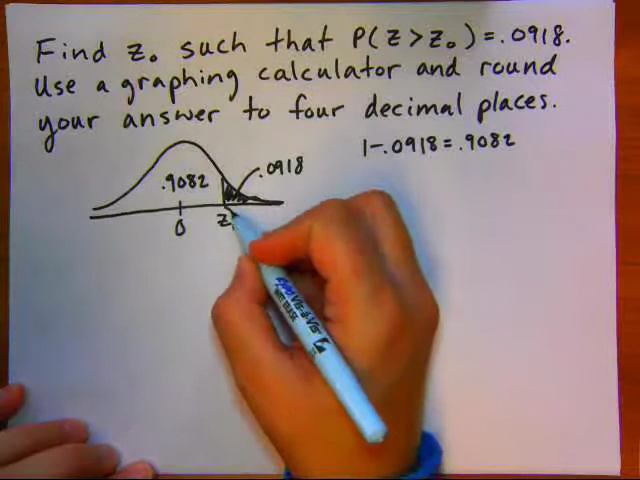 Find z₀ such that P(Z>z₀)=.0918.
Use a graphing calculator and round
your answer to four decimal places.
1-.0918=.9082
.9082
.0918
0
z